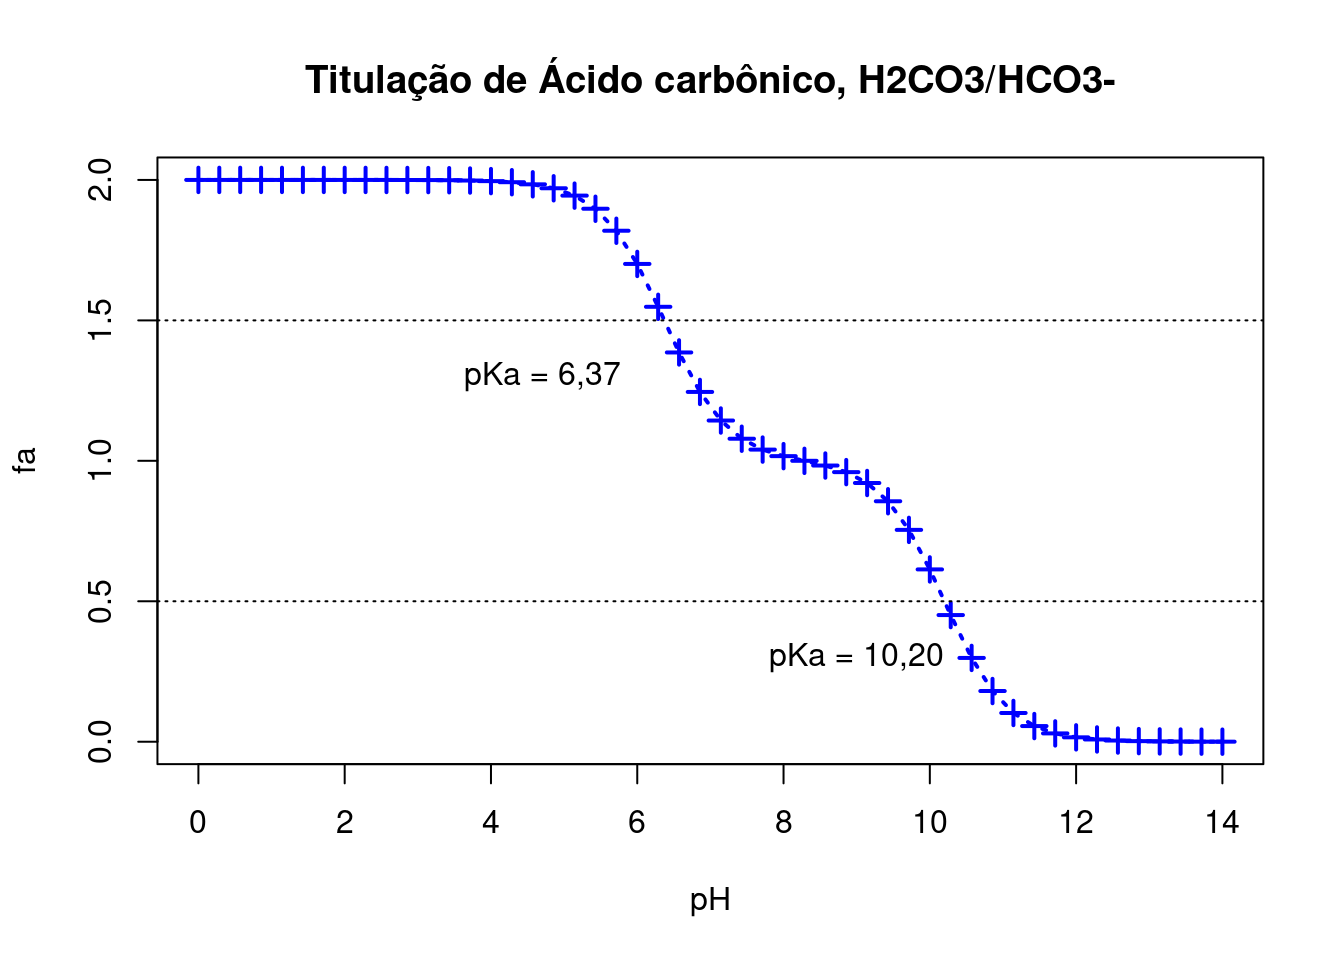 Titulação de Ácido carbônico, H2CO3/HCO3-
2.0
1.5
pKa = 6,37
1.0
fa
0.5
pKa = 10,20
0.0
0 2 4 6 8 10 12 14
pH